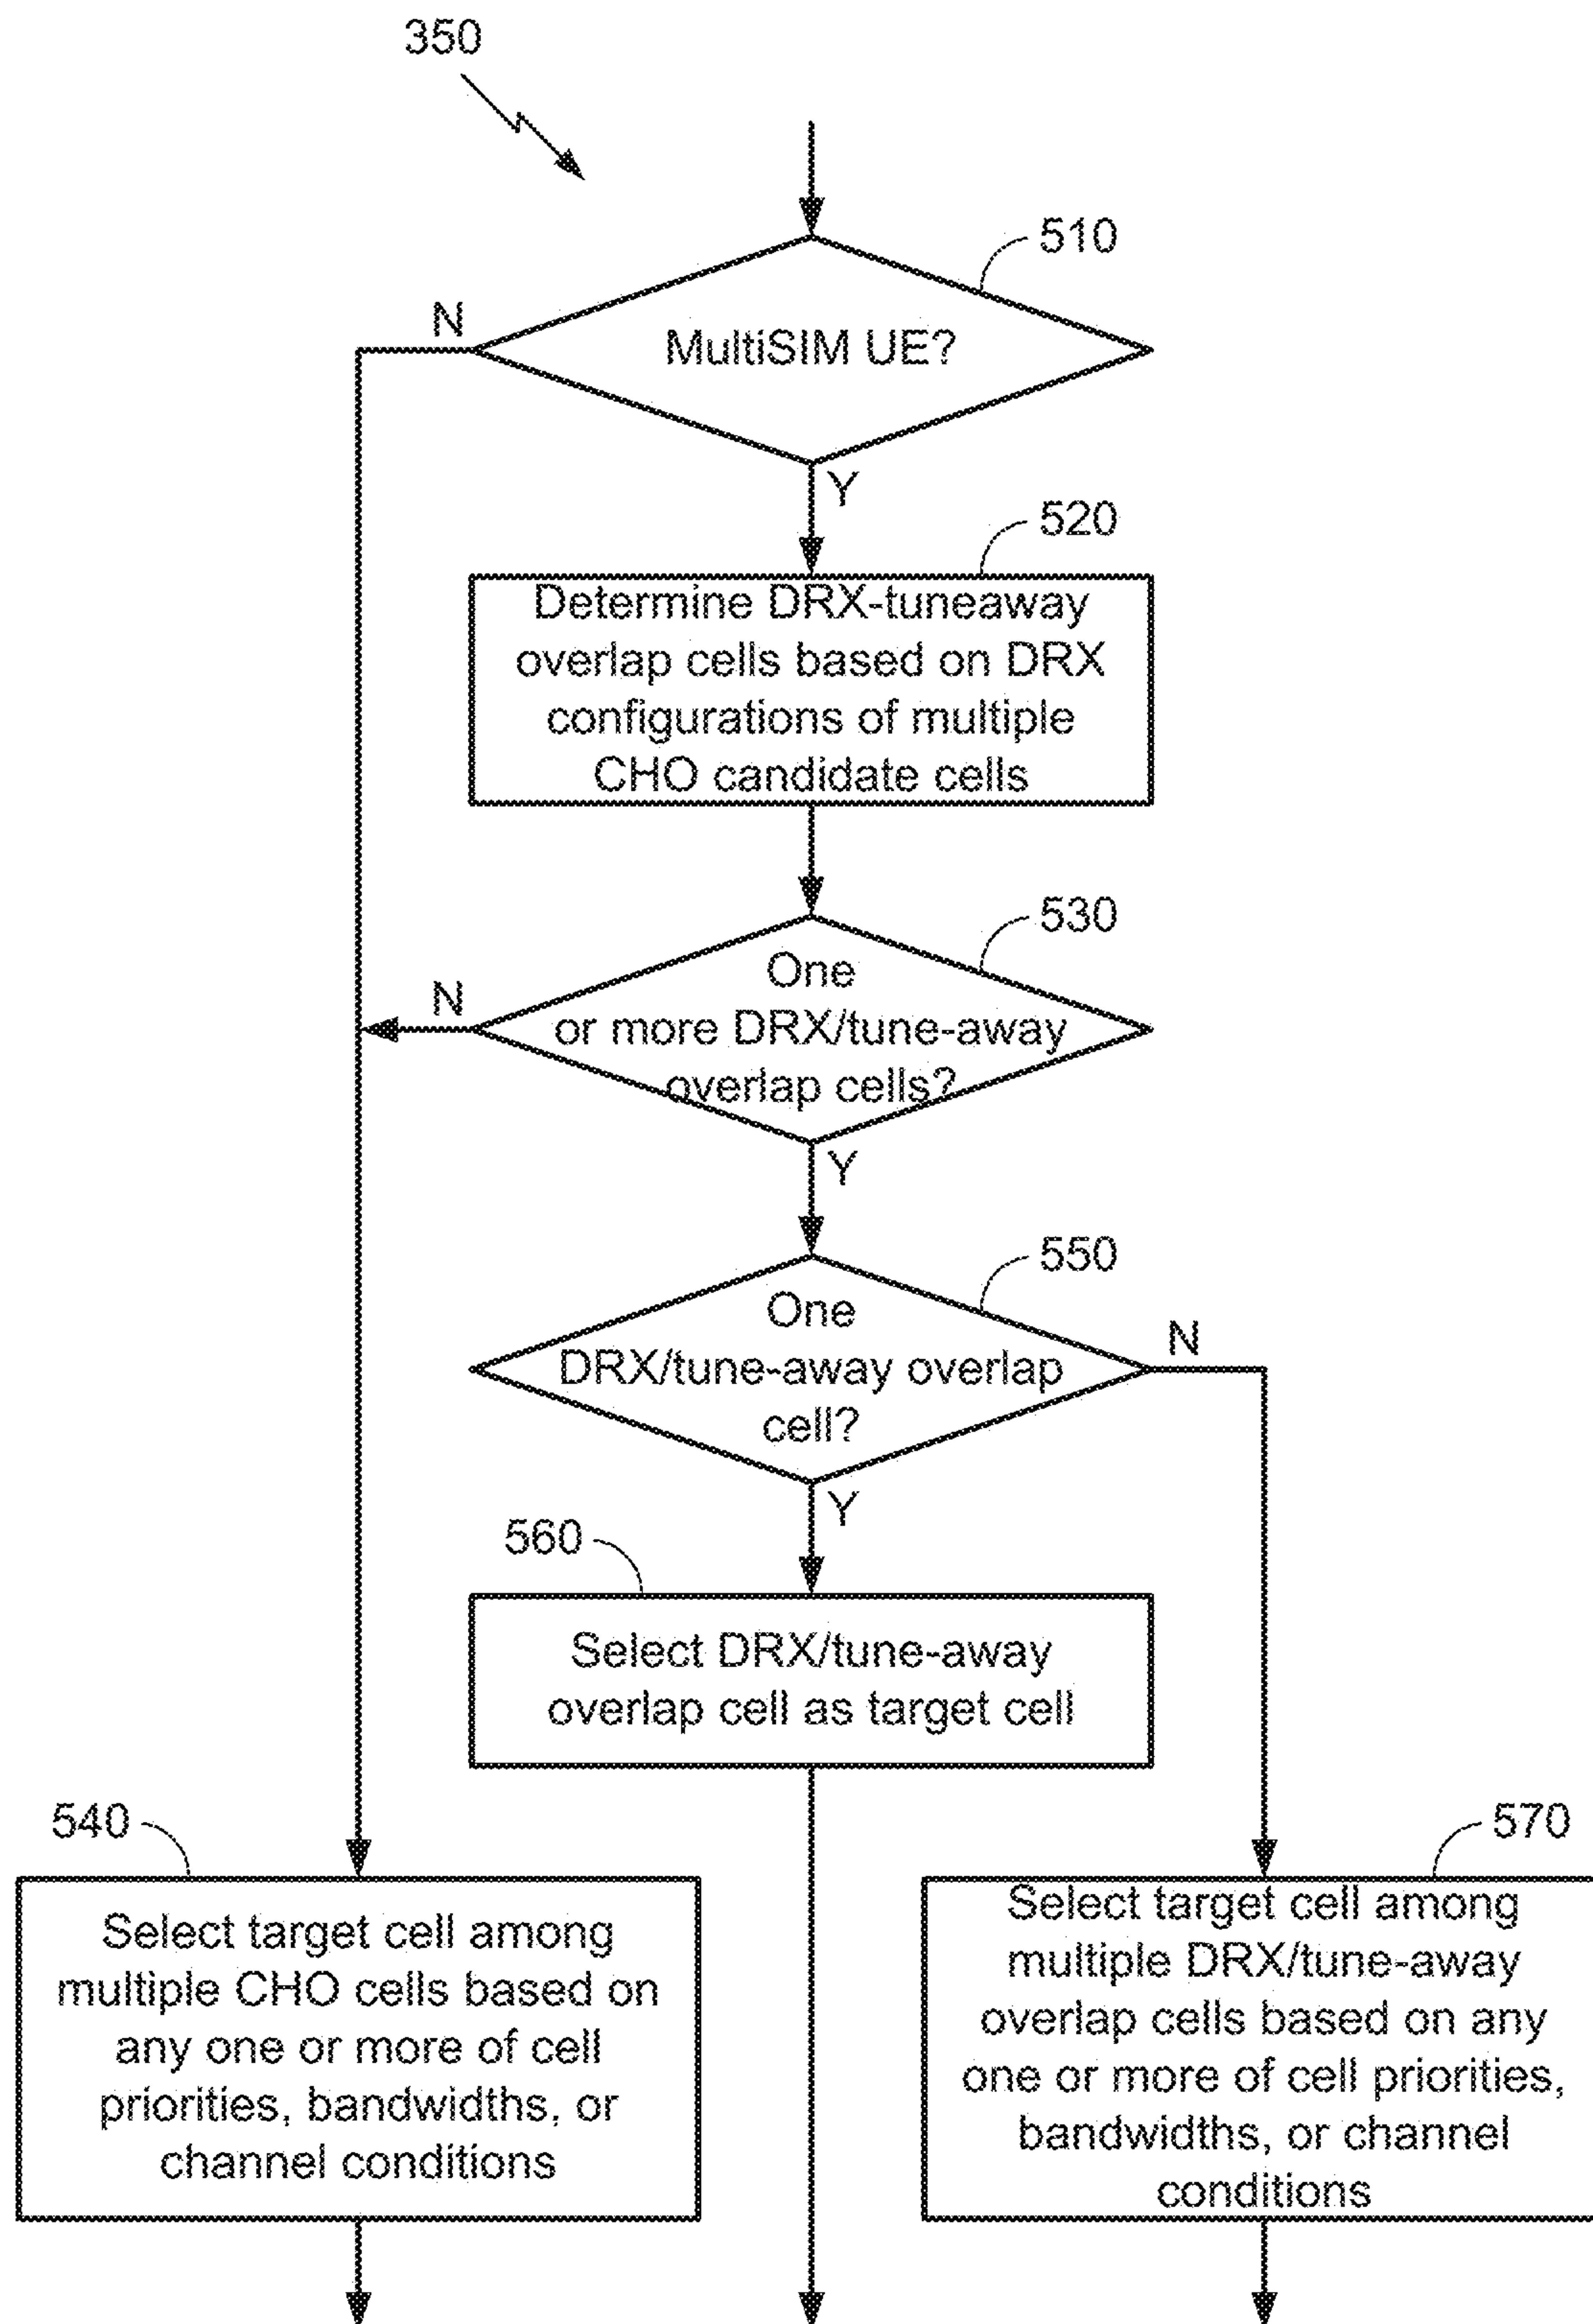 350
510
N
MultiSIM UE?
Y
520
Determine DRX-tuneaway
overlap cells based on DRX
configurations of multiple
CHO candidate cells
530
One
N
or more DRX/tune-away
overlap cells?
Y
550
One
N
DRX/tune-away overlap
cell?
Y
560
Select DRX/tune-away
overlap cell as target cell
540
Select target cell among
multiple CHO cells based on
any one or more of cell
priorities, bandwidths, or
channel conditions
570
Select target cell among
multiple DRX/tune-away
overlap cells based on any
one or more of cell priorities,
bandwidths, or channel
conditions